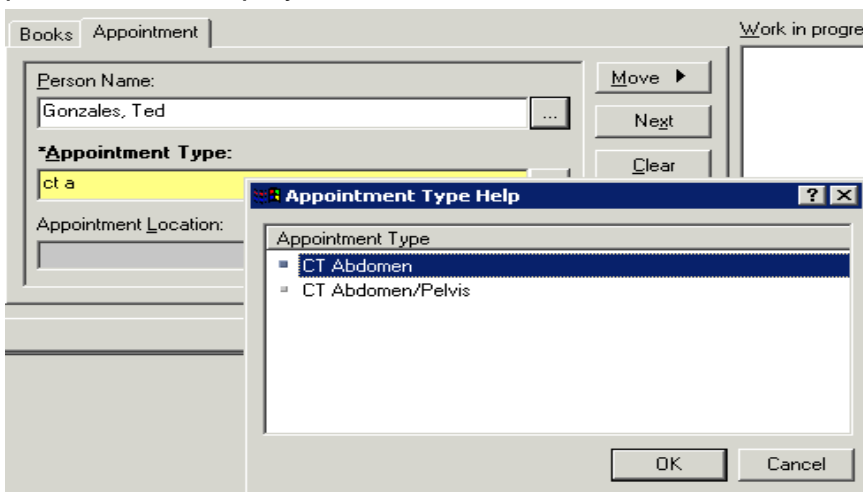 Books Appointment
Work in progre
Person Name:
Gonzales, Ted
...
Move
Next
*Appointment Type:
ct a
Clear
Appointment Location:
Appointment Type Help
Appointment Type
CT Abdomen
CT Abdomen/Pelvis
OK Cancel